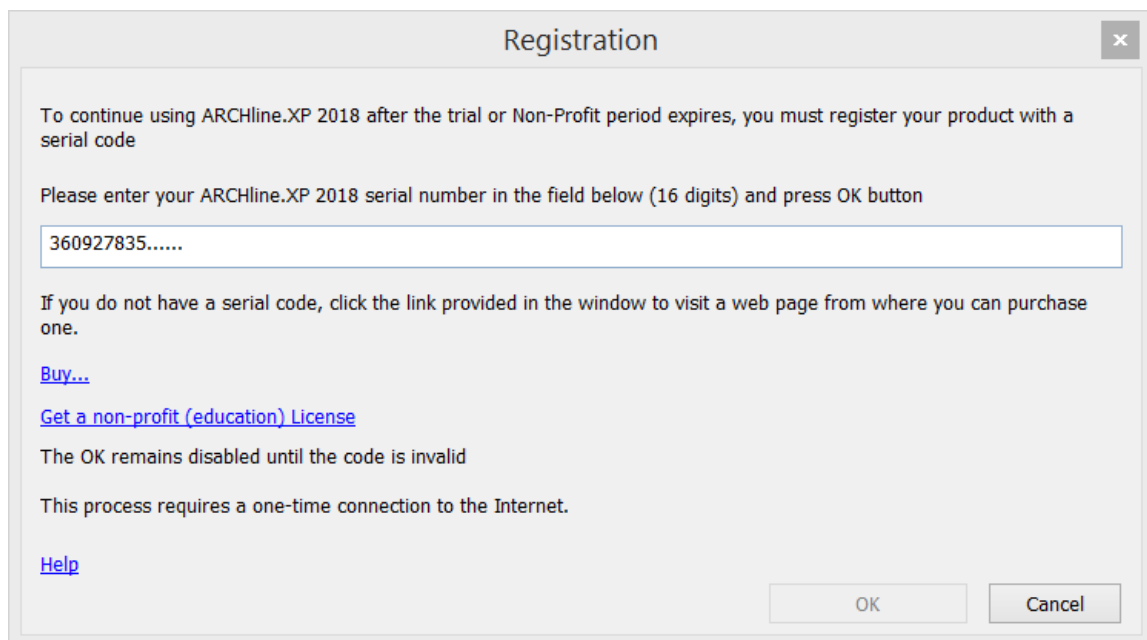 Registration
x
To continue using ARCHline.XP 2018 after the trial or Non-Profit period expires, you must register your product with a
serial code
Please enter your ARCHline.XP 2018 serial number in the field below (16 digits) and press OK button
360927835......
If you do not have a serial code, click the link provided in the window to visit a web page from where you can purchase
one.
Buy...
Get a non-profit (education) License
The OK remains disabled until the code is invalid
This process requires a one-time connection to the Internet.
Help
OK Cancel